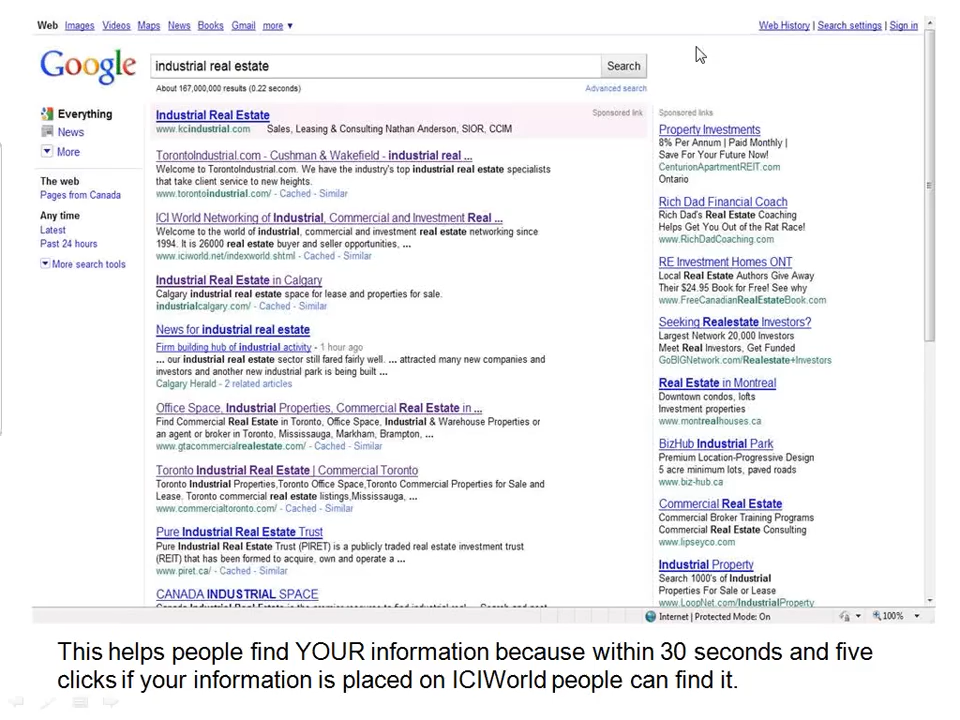 Web Images Videos Maps News Books Gmail more ▼
Web History | Search settings | Sign in
Google
industrial real estate
Search
About 167,000,000 results (0.22 seconds)
Advanced search
Everything
News
More
The web
Pages from Canada
Any time
Latest
Past 24 hours
More search tools
Industrial Real Estate
Sponsored link
www.kcindustrial.com Sales, Leasing & Consulting Nathan Anderson, SIOR, CCIM
TorontoIndustrial.com - Cushman & Wakefield - industrial real ...
Welcome to TorontoIndustrial.com. We have the industry's top industrial real estate specialists
that take client service to new heights.
www.torontoindustrial.com/ - Cached - Similar
ICI World Networking of Industrial, Commercial and Investment Real ...
Welcome to the world of industrial, commercial and investment real estate networking since
1994. It is 26000 real estate buyer and seller opportunities, ...
www.iciworld.net/indexworld.shtml - Cached - Similar
Industrial Real Estate in Calgary
Calgary industrial real estate space for lease and properties for sale.
industrialcalgary.com/ - Cached - Similar
News for industrial real estate
Firm building hub of industrial activity - 1 hour ago
... our industrial real estate sector still fared fairly well. ... attracted many new companies and
investors and another new industrial park is being built ...
Calgary Herald - 2 related articles
Office Space, Industrial Properties, Commercial Real Estate in ...
Find Commercial Real Estate in Toronto, Office Space, Industrial & Warehouse Properties or
an agent or broker in Toronto, Mississauga, Markham, Brampton, ...
www.gtacommercialrealestate.com/ - Cached - Similar
Toronto Industrial Real Estate | Commercial Toronto
Toronto Industrial Properties,Toronto Office Space,Toronto Commercial Properties for Sale and
Lease. Toronto commercial real estate listings,Mississauga, ...
www.commercialtoronto.com/ - Cached - Similar
Pure Industrial Real Estate Trust
Pure Industrial Real Estate Trust (PIRET) is a publicly traded real estate investment trust
(REIT) that has been formed to acquire, own and operate a ...
www.piret.ca/ - Cached - Similar
CANADA INDUSTRIAL SPACE
Sponsored links
Property Investments
8% Per Annum | Paid Monthly |
Save For Your Future Now!
CenturionApartmentREIT.com
Ontario
Rich Dad Financial Coach
Rich Dad's Real Estate Coaching
Helps Get You Out of the Rat Race!
www.RichDadCoaching.com
RE Investment Homes ONT
Local Real Estate Authors Give Away
Their $24.95 Book for Free! See why
www.FreeCanadianRealEstateBook.com
Seeking Realestate Investors?
Largest Network 20,000 Investors
Meet Real Investors, Get Funded
GoBIGNetwork.com/Realestate+Investors
Real Estate in Montreal
Downtown condos, lofts
Investment properties
www.montrealhouses.ca
BizHub Industrial Park
Premium Location-Progressive Design
5 acre minimum lots, paved roads
www.biz-hub.ca
Commercial Real Estate
Commercial Broker Training Programs
Commercial Real Estate Consulting
www.lipseyco.com
Industrial Property
Search 1000's of Industrial
Properties For Sale or Lease
www.LoopNet.com/IndustrialProperty
Internet | Protected Mode: On
100%
This helps people find YOUR information because within 30 seconds and five
clicks if your information is placed on ICIWorld people can find it.